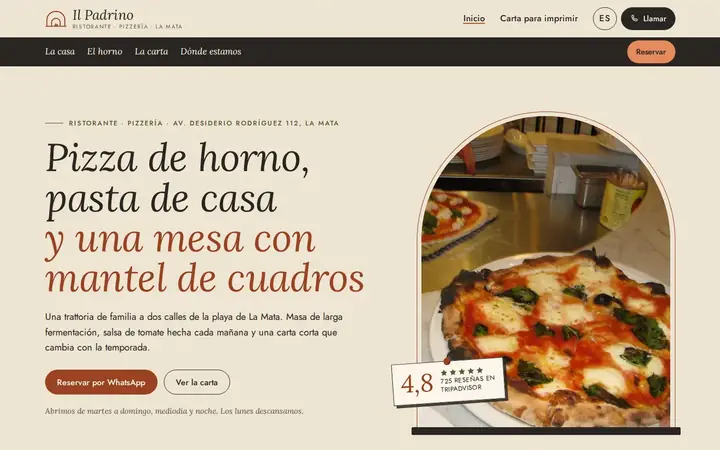 Il Padrino
RISTORANTE · PIZZERÍA · LA MATA
Inicio
Carta para imprimir
ES
Llamar
La casa
El horno
La carta
Dónde estamos
Reservar
RISTORANTE · PIZZERÍA · AV. DESIDERIO RODRÍGUEZ 112, LA MATA
Pizza de horno,
pasta de casa
y una mesa con
mantel de cuadros
Una trattoria de familia a dos calles de la playa de La Mata. Masa de larga
fermentación, salsa de tomate hecha cada mañana y una carta corta que
cambia con la temporada.
Reservar por WhatsApp
Ver la carta
4,8
★★★★★
725 RESEÑAS EN
TRIPADVISOR
Abrimos de martes a domingo, mediodía y noche. Los lunes descansamos.